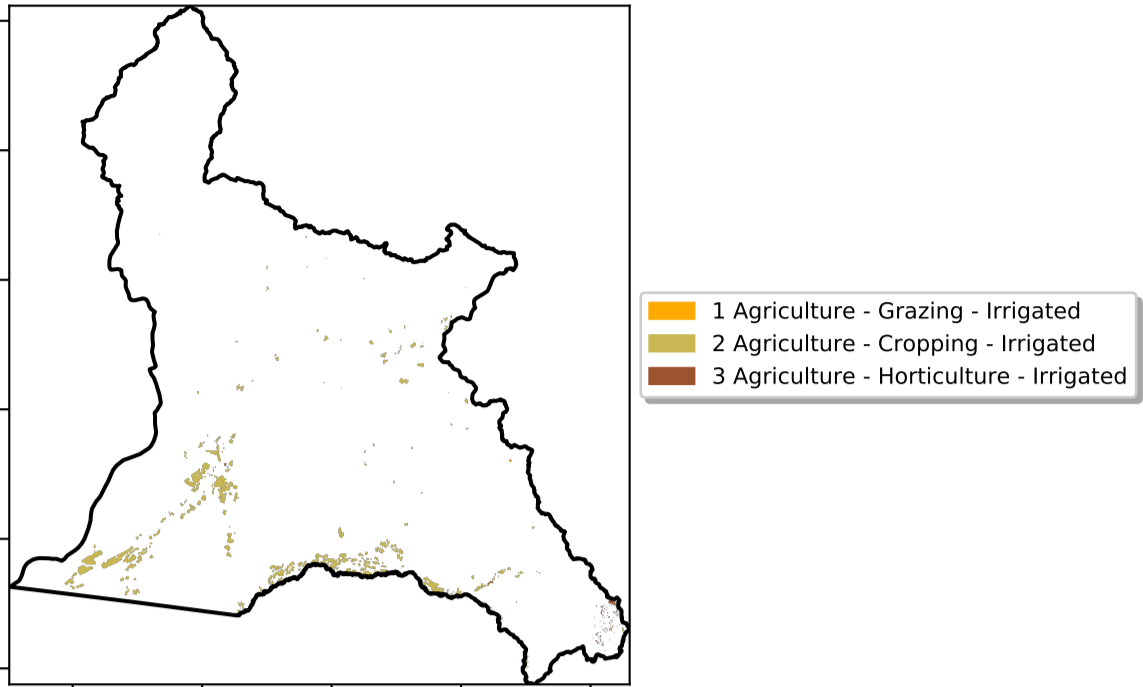 1 Agriculture - Grazing - Irrigated
2 Agriculture - Cropping - Irrigated
3 Agriculture - Horticulture - Irrigated